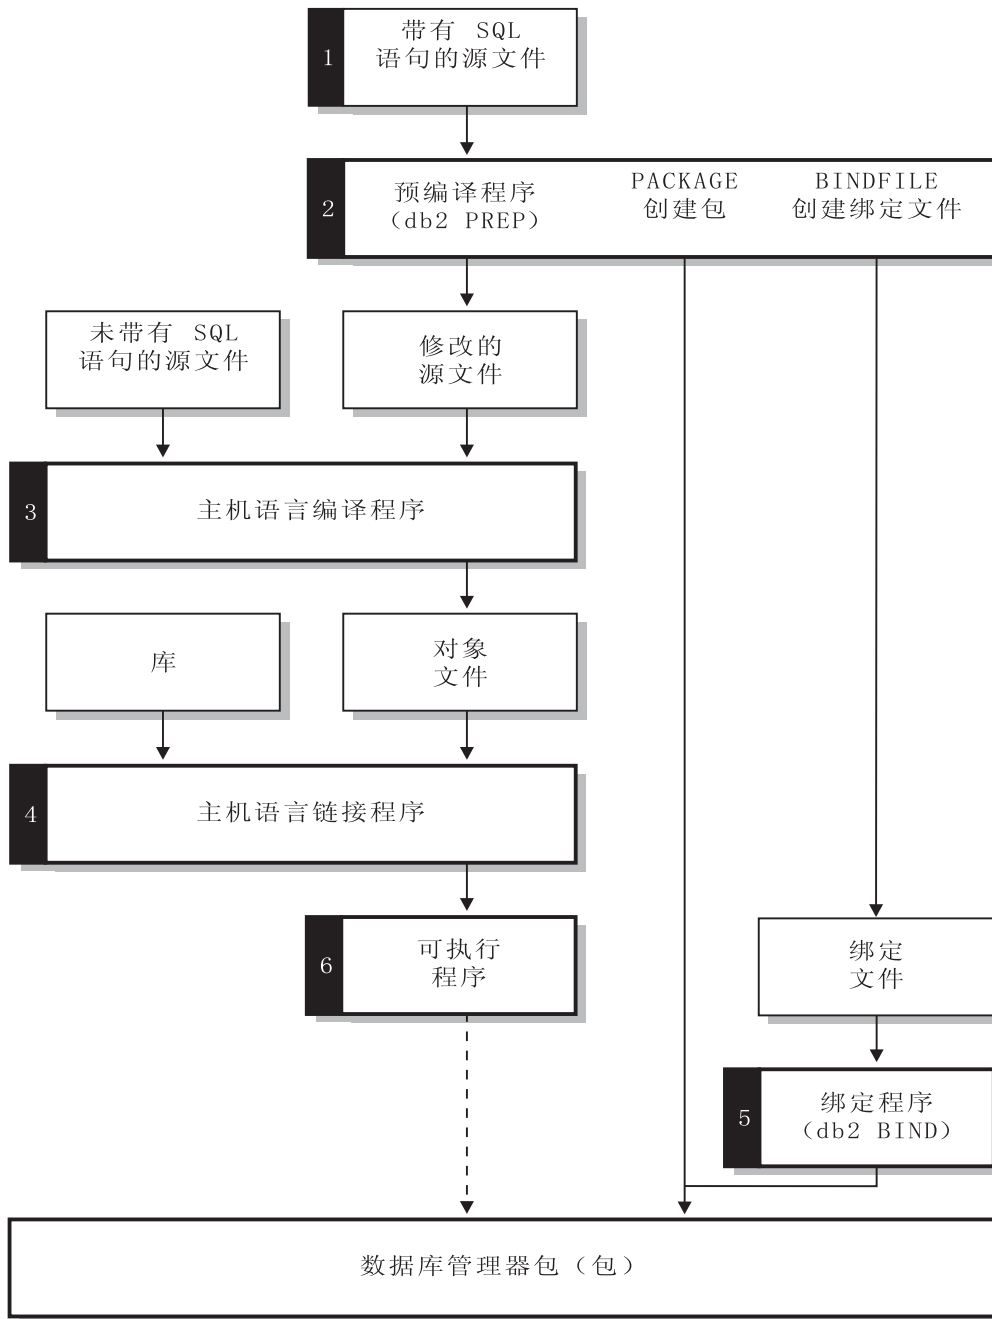 1
带有 SQL
语句的源文件
2
预编译程序
(db2 PREP)
PACKAGE
创建包
BINDFILE
创建绑定文件
未带有 SQL
语句的源文件
修改的
源文件
3
主机语言编译程序
库
对象
文件
4
主机语言链接程序
6
可执行
程序
绑定
文件
5
绑定程序
(db2 BIND)
数据库管理器包（包）